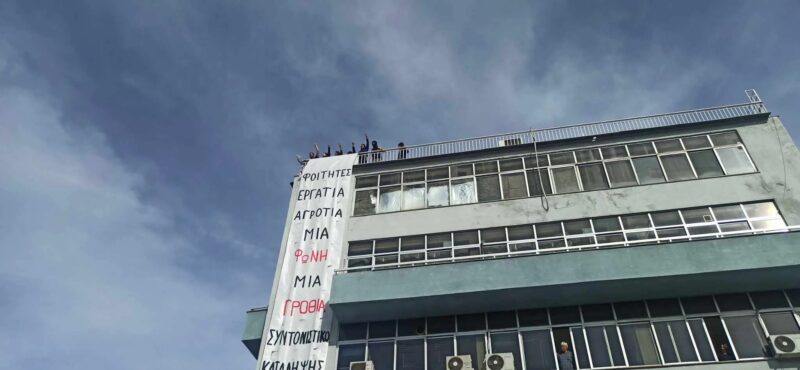 ΦΟΙΤΗΤΕΣ
ΕΡΓΑΤΙΑ
ΑΓΡΟΤΙΑ
ΜΙΑ
ΦΩΝΗ
ΜΙΑ
ΓΡΟΘΙΑ
ΣΥΝΤΟΝΙΣΤΙΚΟ
ΚΑΤΑΛΗΨΗΣ